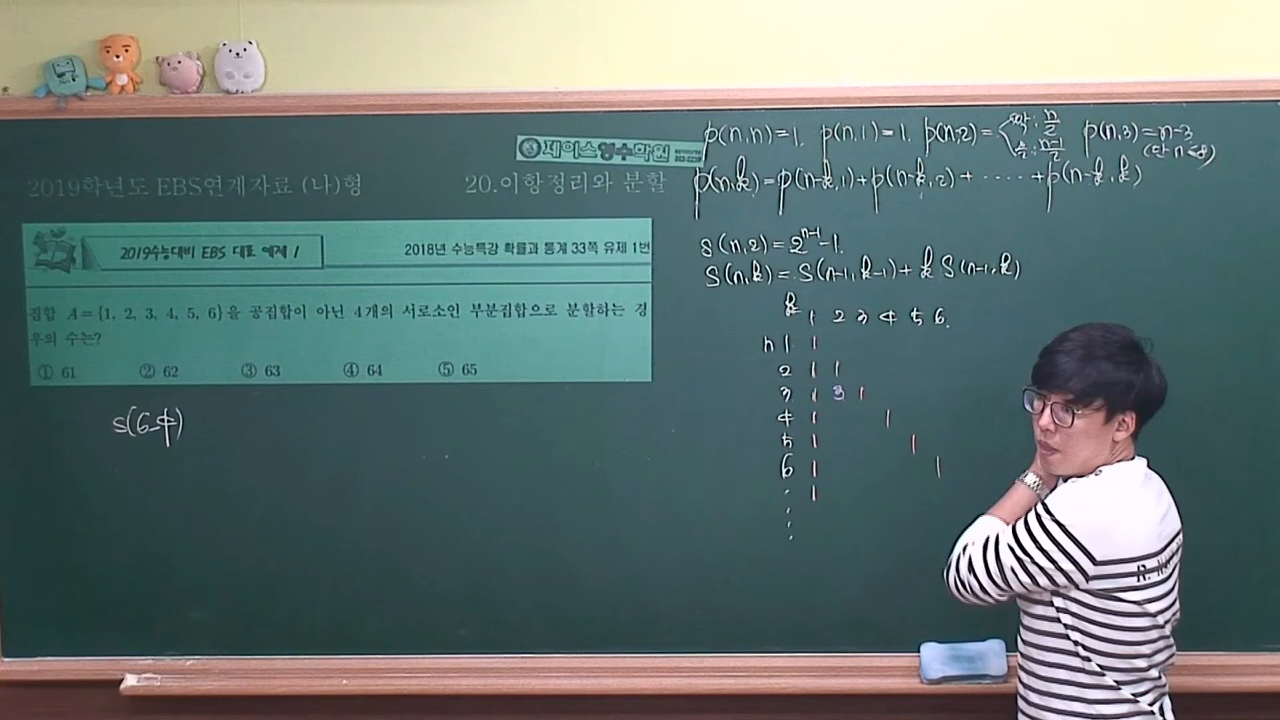 제이스영수학원
2019학년도 EBS연계자료 (나)형
20.이항정리와 분할
2019수능대비 EBS 대표 예제 1
2018년 수능특강 확률과 통계 33쪽 유제 1번
집합 A={1, 2, 3, 4, 5, 6}을 공집합이 아닌 4개의 서로소인 부분집합으로 분할하는 경
우의 수는?
① 61 ② 62 ③ 63 ④ 64 ⑤ 65
S(6,4)
p(n,n)=1. p(n,1)=1. p(n,2)=< 짝: n/2 홀: n-1/2 p(n,3)=n-3
p(n,k)=p(n-k,1)+p(n-k,2)+·····+p(n-k,k)
S(n,2)=2^{n-1}-1.
S(n,k)=S(n-1,k-1)+k S(n-1,k)
k 1 2 3 4 5 6.
n 1 1
2 1 1
3 1 3 1
4 1 1
5 1 1
6 1 1
1